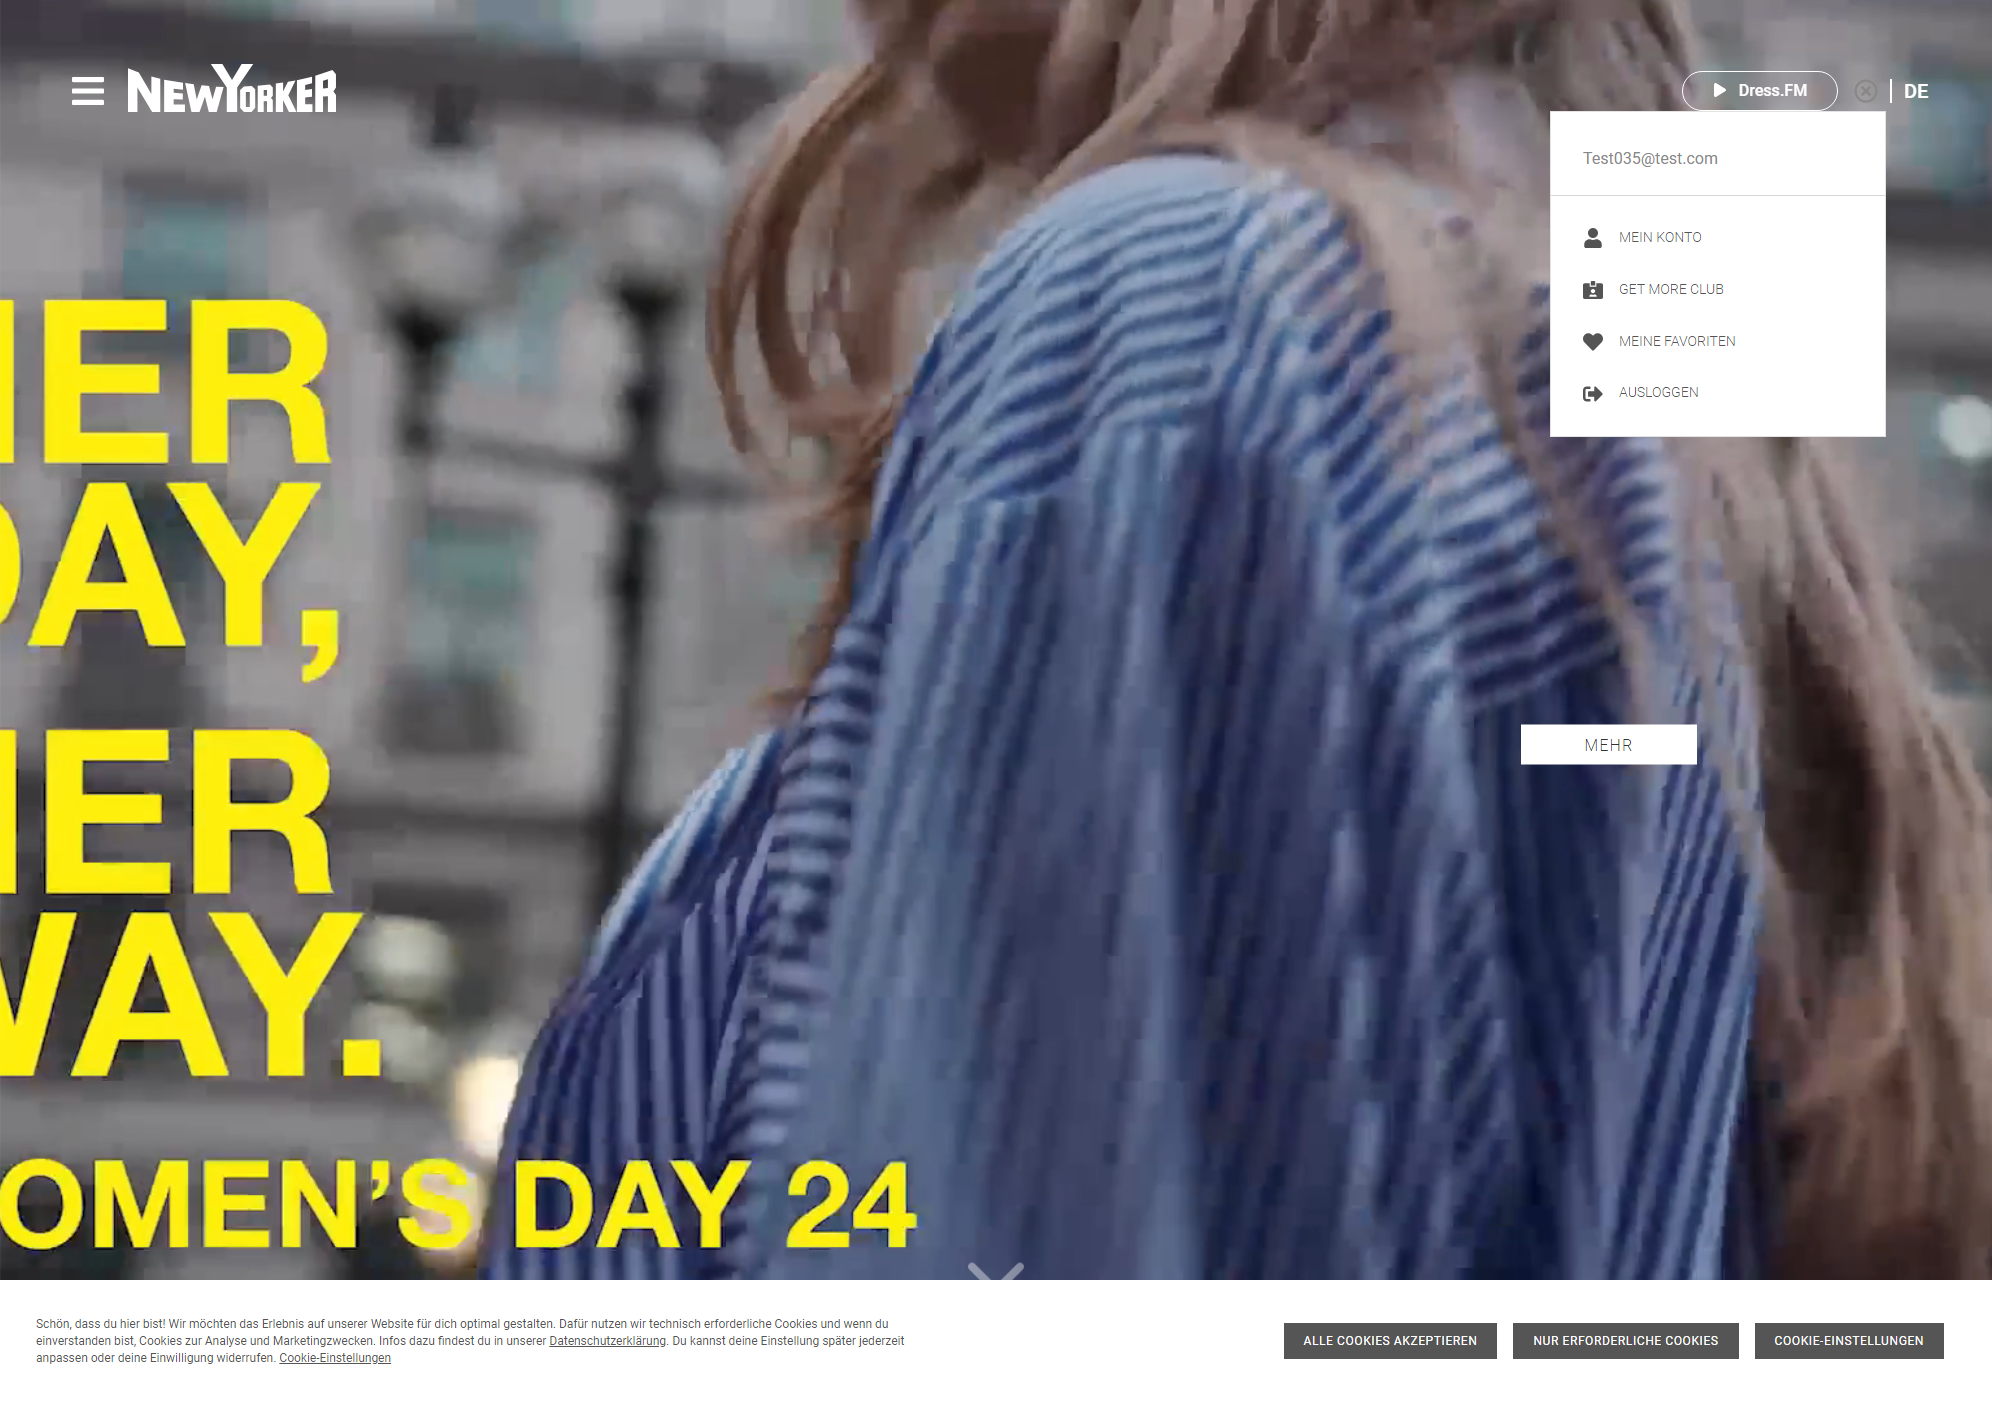 NEWYORKER
Dress.FM
DE
Test035@test.com
MEIN KONTO
GET MORE CLUB
MEINE FAVORITEN
AUSLOGGEN
HER
DAY,
HER
WAY.
MEHR
WOMEN'S DAY 24
Schön, dass du hier bist! Wir möchten das Erlebnis auf unserer Website für dich optimal gestalten. Dafür nutzen wir technisch erforderliche Cookies und wenn du
einverstanden bist, Cookies zur Analyse und Marketingzwecken. Infos dazu findest du in unserer Datenschutzerklärung. Du kannst deine Einstellung später jederzeit
anpassen oder deine Einwilligung widerrufen. Cookie-Einstellungen
ALLE COOKIES AKZEPTIEREN
NUR ERFORDERLICHE COOKIES
COOKIE-EINSTELLUNGEN